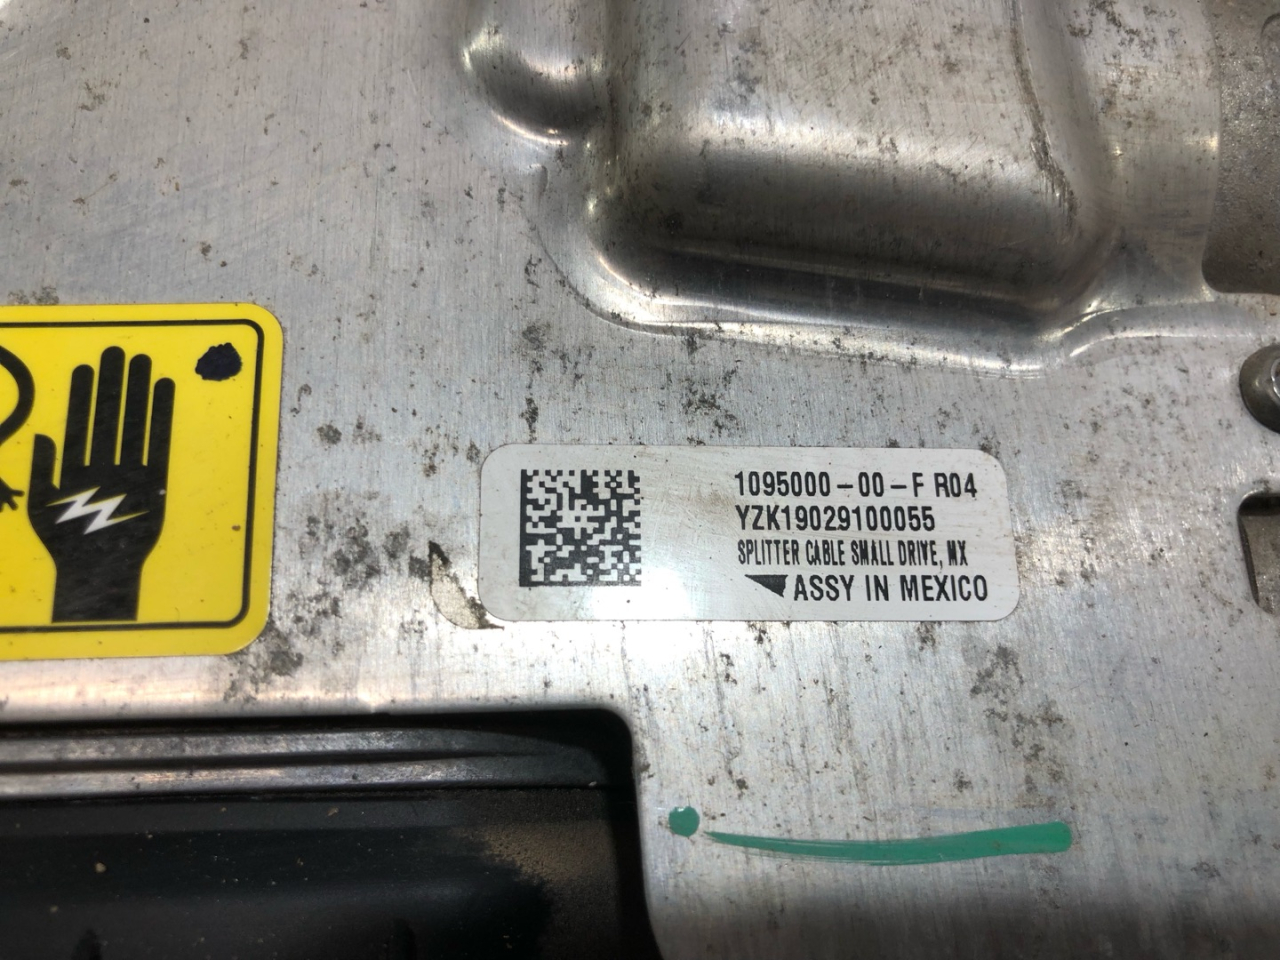 1095000-00-F R04
YZK19029100055
SPLITTER CABLE SMALL DRIVE, MX
ASSY IN MEXICO